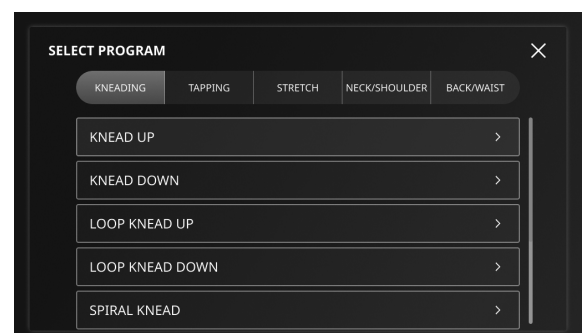 SELECT PROGRAM
KNEADING TAPPING STRETCH NECK/SHOULDER BACK/WAIST
KNEAD UP
KNEAD DOWN
LOOP KNEAD UP
LOOP KNEAD DOWN
SPIRAL KNEAD